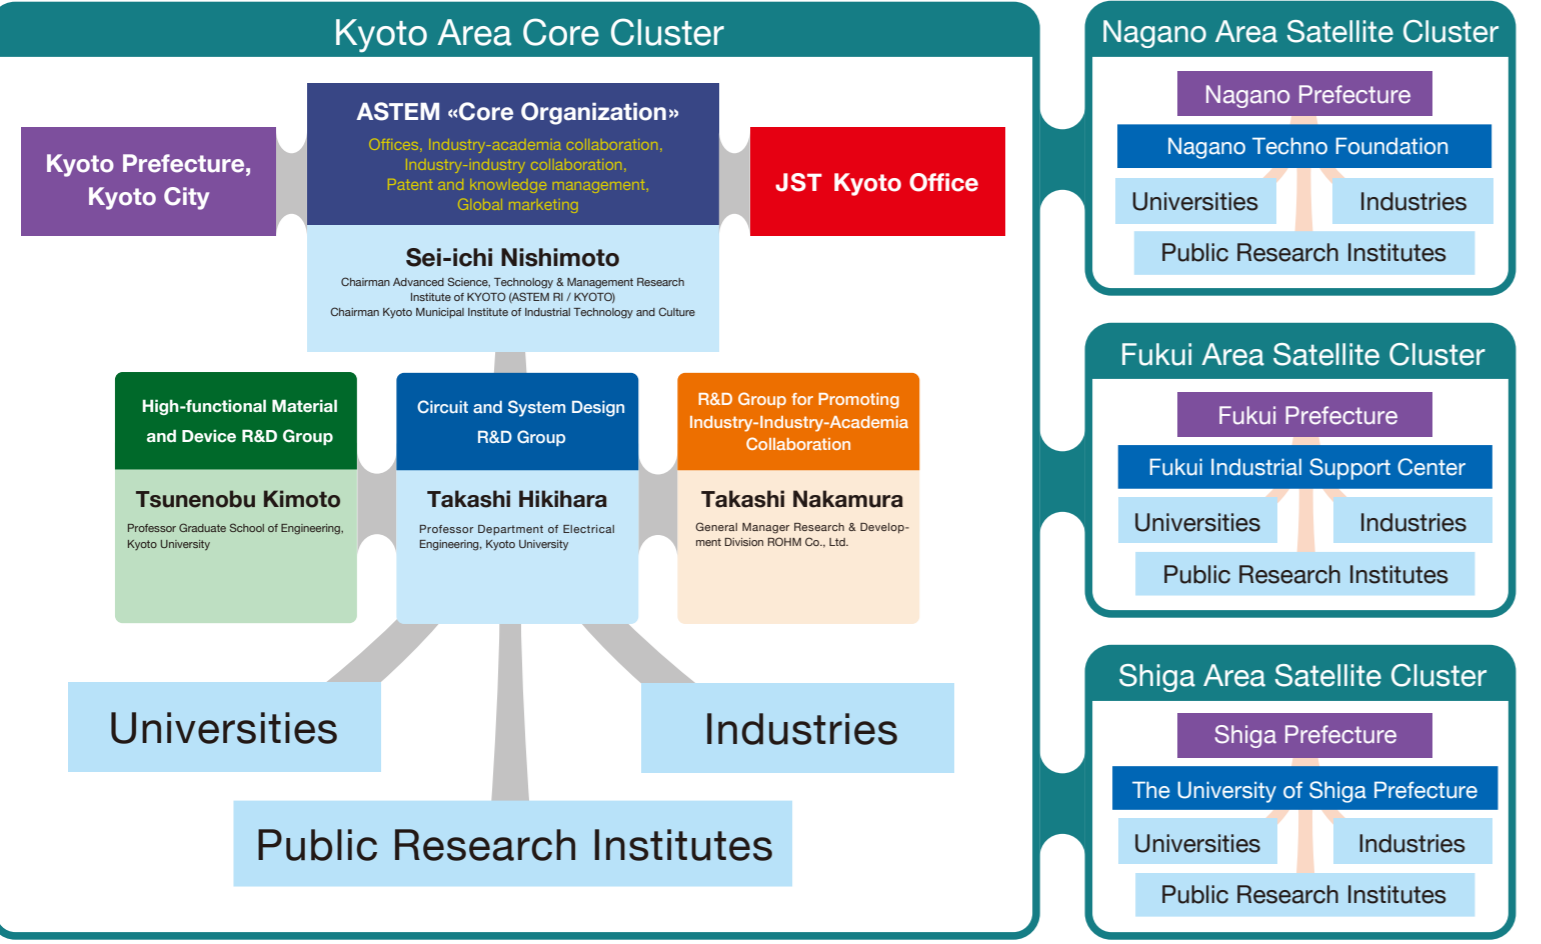 Kyoto Area Core Cluster
Kyoto Prefecture,
Kyoto City
ASTEM «Core Organization»
Offices, Industry-academia collaboration,
Industry-industry collaboration,
Patent and knowledge management,
Global marketing
JST Kyoto Office
Sei-ichi Nishimoto
Chairman Advanced Science, Technology & Management Research
Institute of KYOTO (ASTEM RI / KYOTO)
Chairman Kyoto Municipal Institute of Industrial Technology and Culture
High-functional Material
and Device R&D Group
Tsunenobu Kimoto
Professor Graduate School of Engineering,
Kyoto University
Circuit and System Design
R&D Group
Takashi Hikihara
Professor Department of Electrical
Engineering, Kyoto University
R&D Group for Promoting
Industry-Industry-Academia
Collaboration
Takashi Nakamura
General Manager Research & Develop-
ment Division ROHM Co., Ltd.
Universities
Industries
Public Research Institutes
Nagano Area Satellite Cluster
Nagano Prefecture
Nagano Techno Foundation
Universities
Industries
Public Research Institutes
Fukui Area Satellite Cluster
Fukui Prefecture
Fukui Industrial Support Center
Universities
Industries
Public Research Institutes
Shiga Area Satellite Cluster
Shiga Prefecture
The University of Shiga Prefecture
Universities
Industries
Public Research Institutes